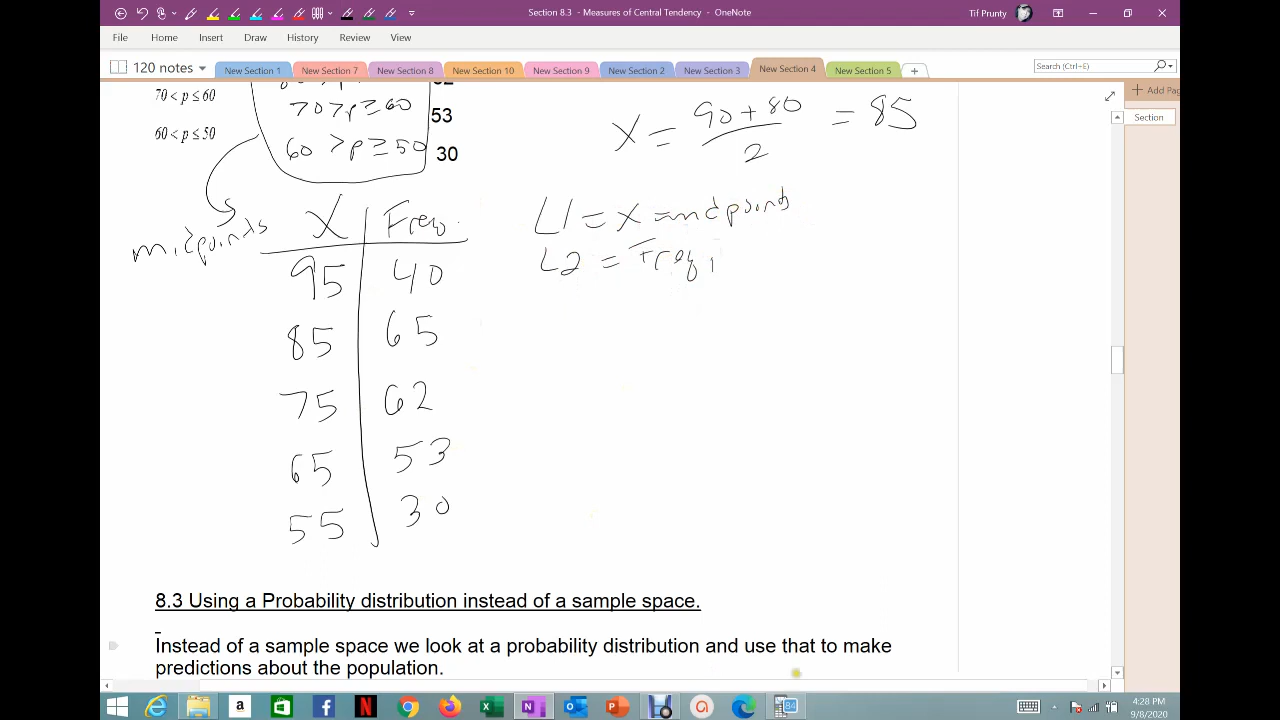 Section 8.3 - Measures of Central Tendency - OneNote
Tif Prunty
File Home Insert Draw History Review View
120 notes
New Section 1 New Section 7 New Section 8 New Section 10 New Section 9 New Section 2 New Section 3 New Section 4 New Section 5
Search (Ctrl+E)
Add Pag
Section
70 < p ≤ 60
70 > p ≥ 60 53
60 < p ≤ 50
60 > p ≥ 50 30
X = (90 + 80)/2 = 85
midpoints
X Freq.
95 40
85 65
75 62
65 53
55 30
L1 = X = midpoints
L2 = Freq
8.3 Using a Probability distribution instead of a sample space.
Instead of a sample space we look at a probability distribution and use that to make
predictions about the population.
84
4:28 PM
9/8/2020